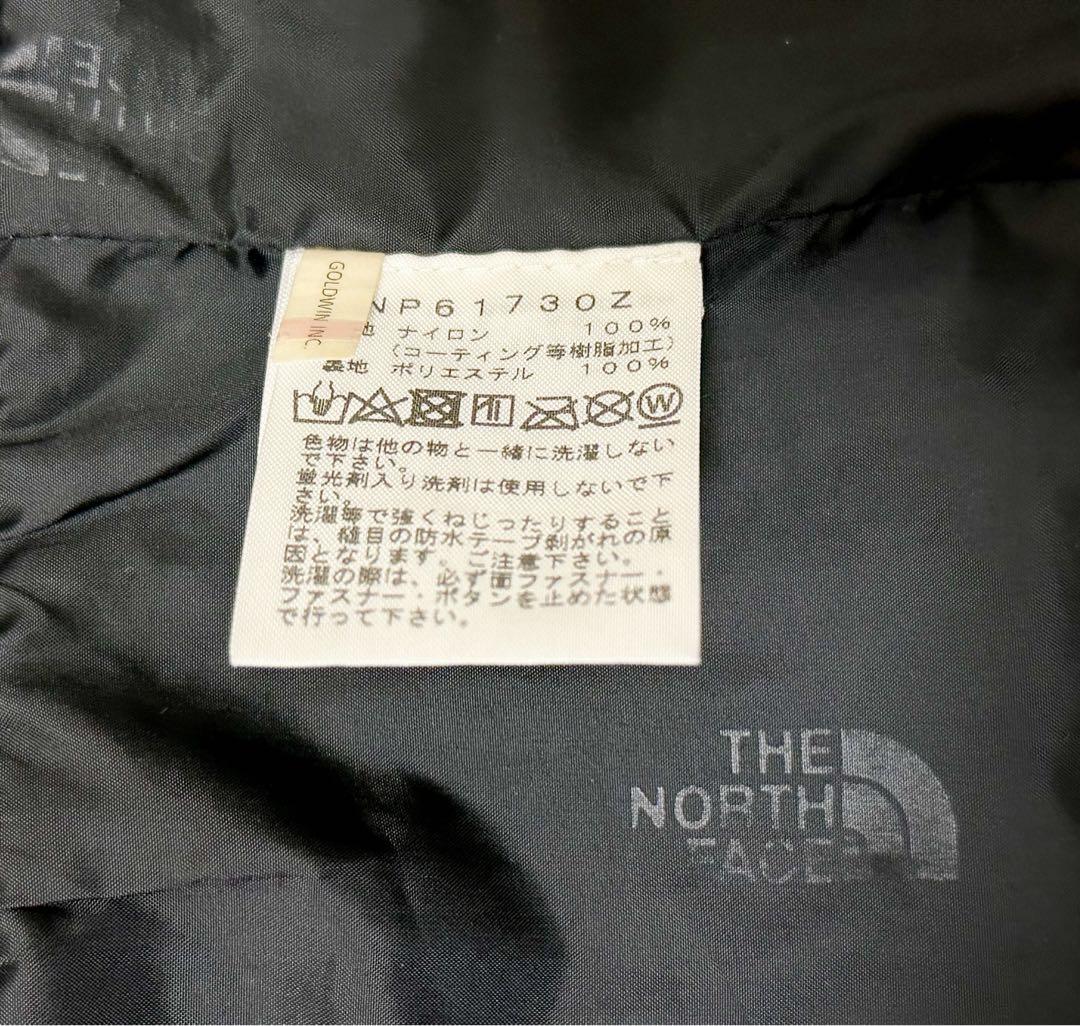 GOLDWIN INC.
NP61730Z
地 ナイロン 100%
(コーティング等樹脂加工)
裏地 ポリエステル 100%
W
色物は他の物と一緒に洗濯しない
で下さい。
蛍光剤入り洗剤は使用しないで下
さい。
洗濯等で強くねじったりすること
は、縫目の防水テープ剥がれの原
因となります。ご注意下さい。
洗濯の際は、必ず面ファスナー・
ファスナー・ボタンを止めた状態
で行って下さい。
THE
NORTH
FACE